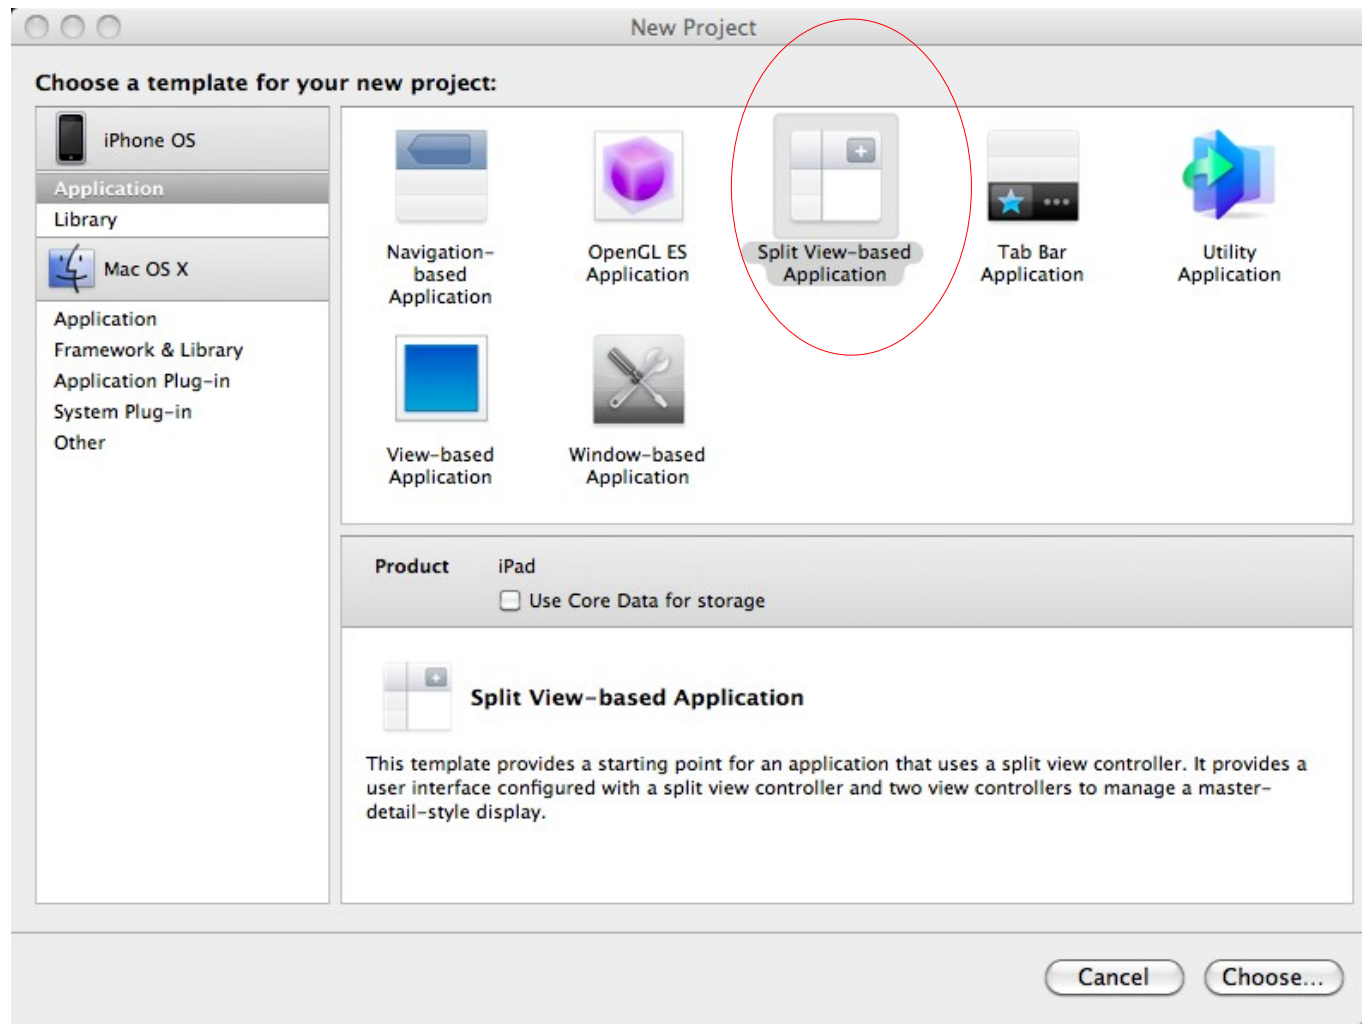 New Project
Choose a template for your new project:
iPhone OS
Application
Library
Mac OS X
Application
Framework & Library
Application Plug-in
System Plug-in
Other
Navigation-
based
Application
OpenGL ES
Application
Split View-based
Application
Tab Bar
Application
Utility
Application
View-based
Application
Window-based
Application
Product iPad
Use Core Data for storage
Split View-based Application
This template provides a starting point for an application that uses a split view controller. It provides a
user interface configured with a split view controller and two view controllers to manage a master-
detail-style display.
Cancel
Choose...